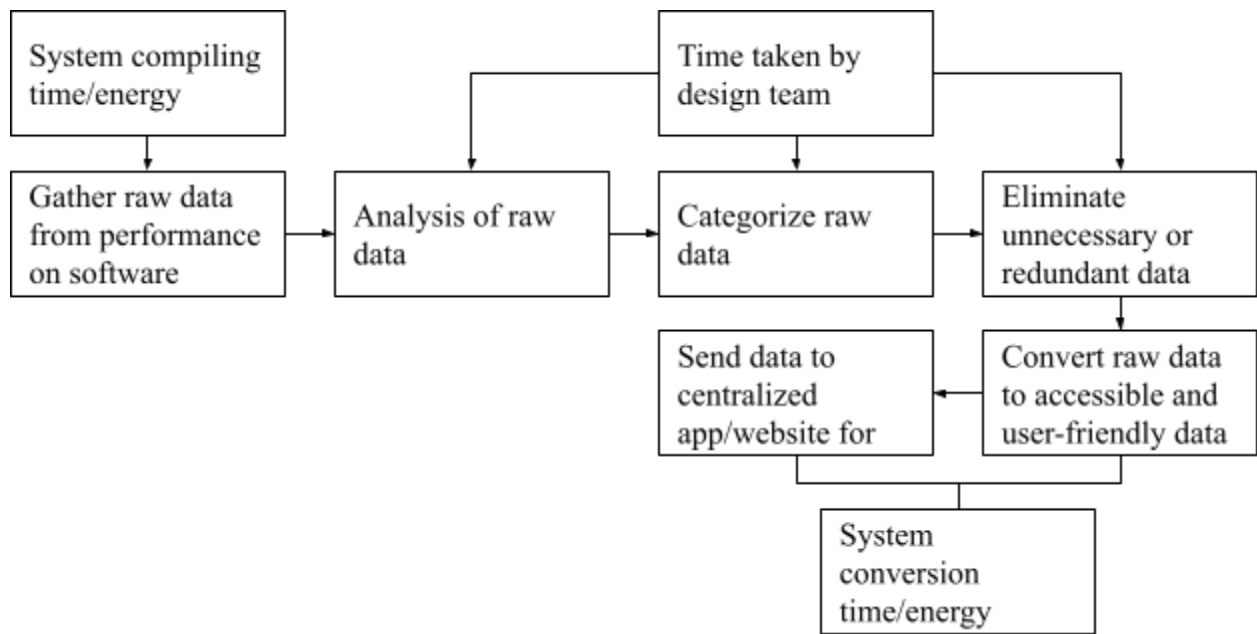 System compiling
time/energy
Time taken by
design team
Gather raw data
from performance
on software
Analysis of raw
data
Categorize raw
data
Eliminate
unnecessary or
redundant data
Send data to
centralized
app/website for
Convert raw data
to accessible and
user-friendly data
System
conversion
time/energy